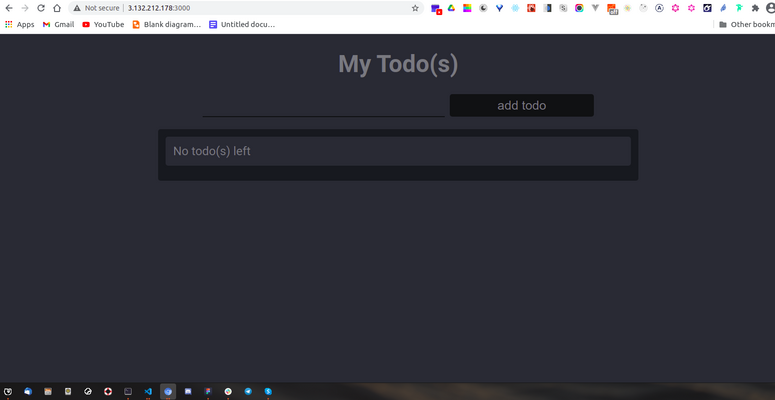 Not secure | 3.132.212.178:3000
Apps Gmail YouTube Blank diagram… Untitled docu… Other bookm
My Todo(s)
add todo
No todo(s) left